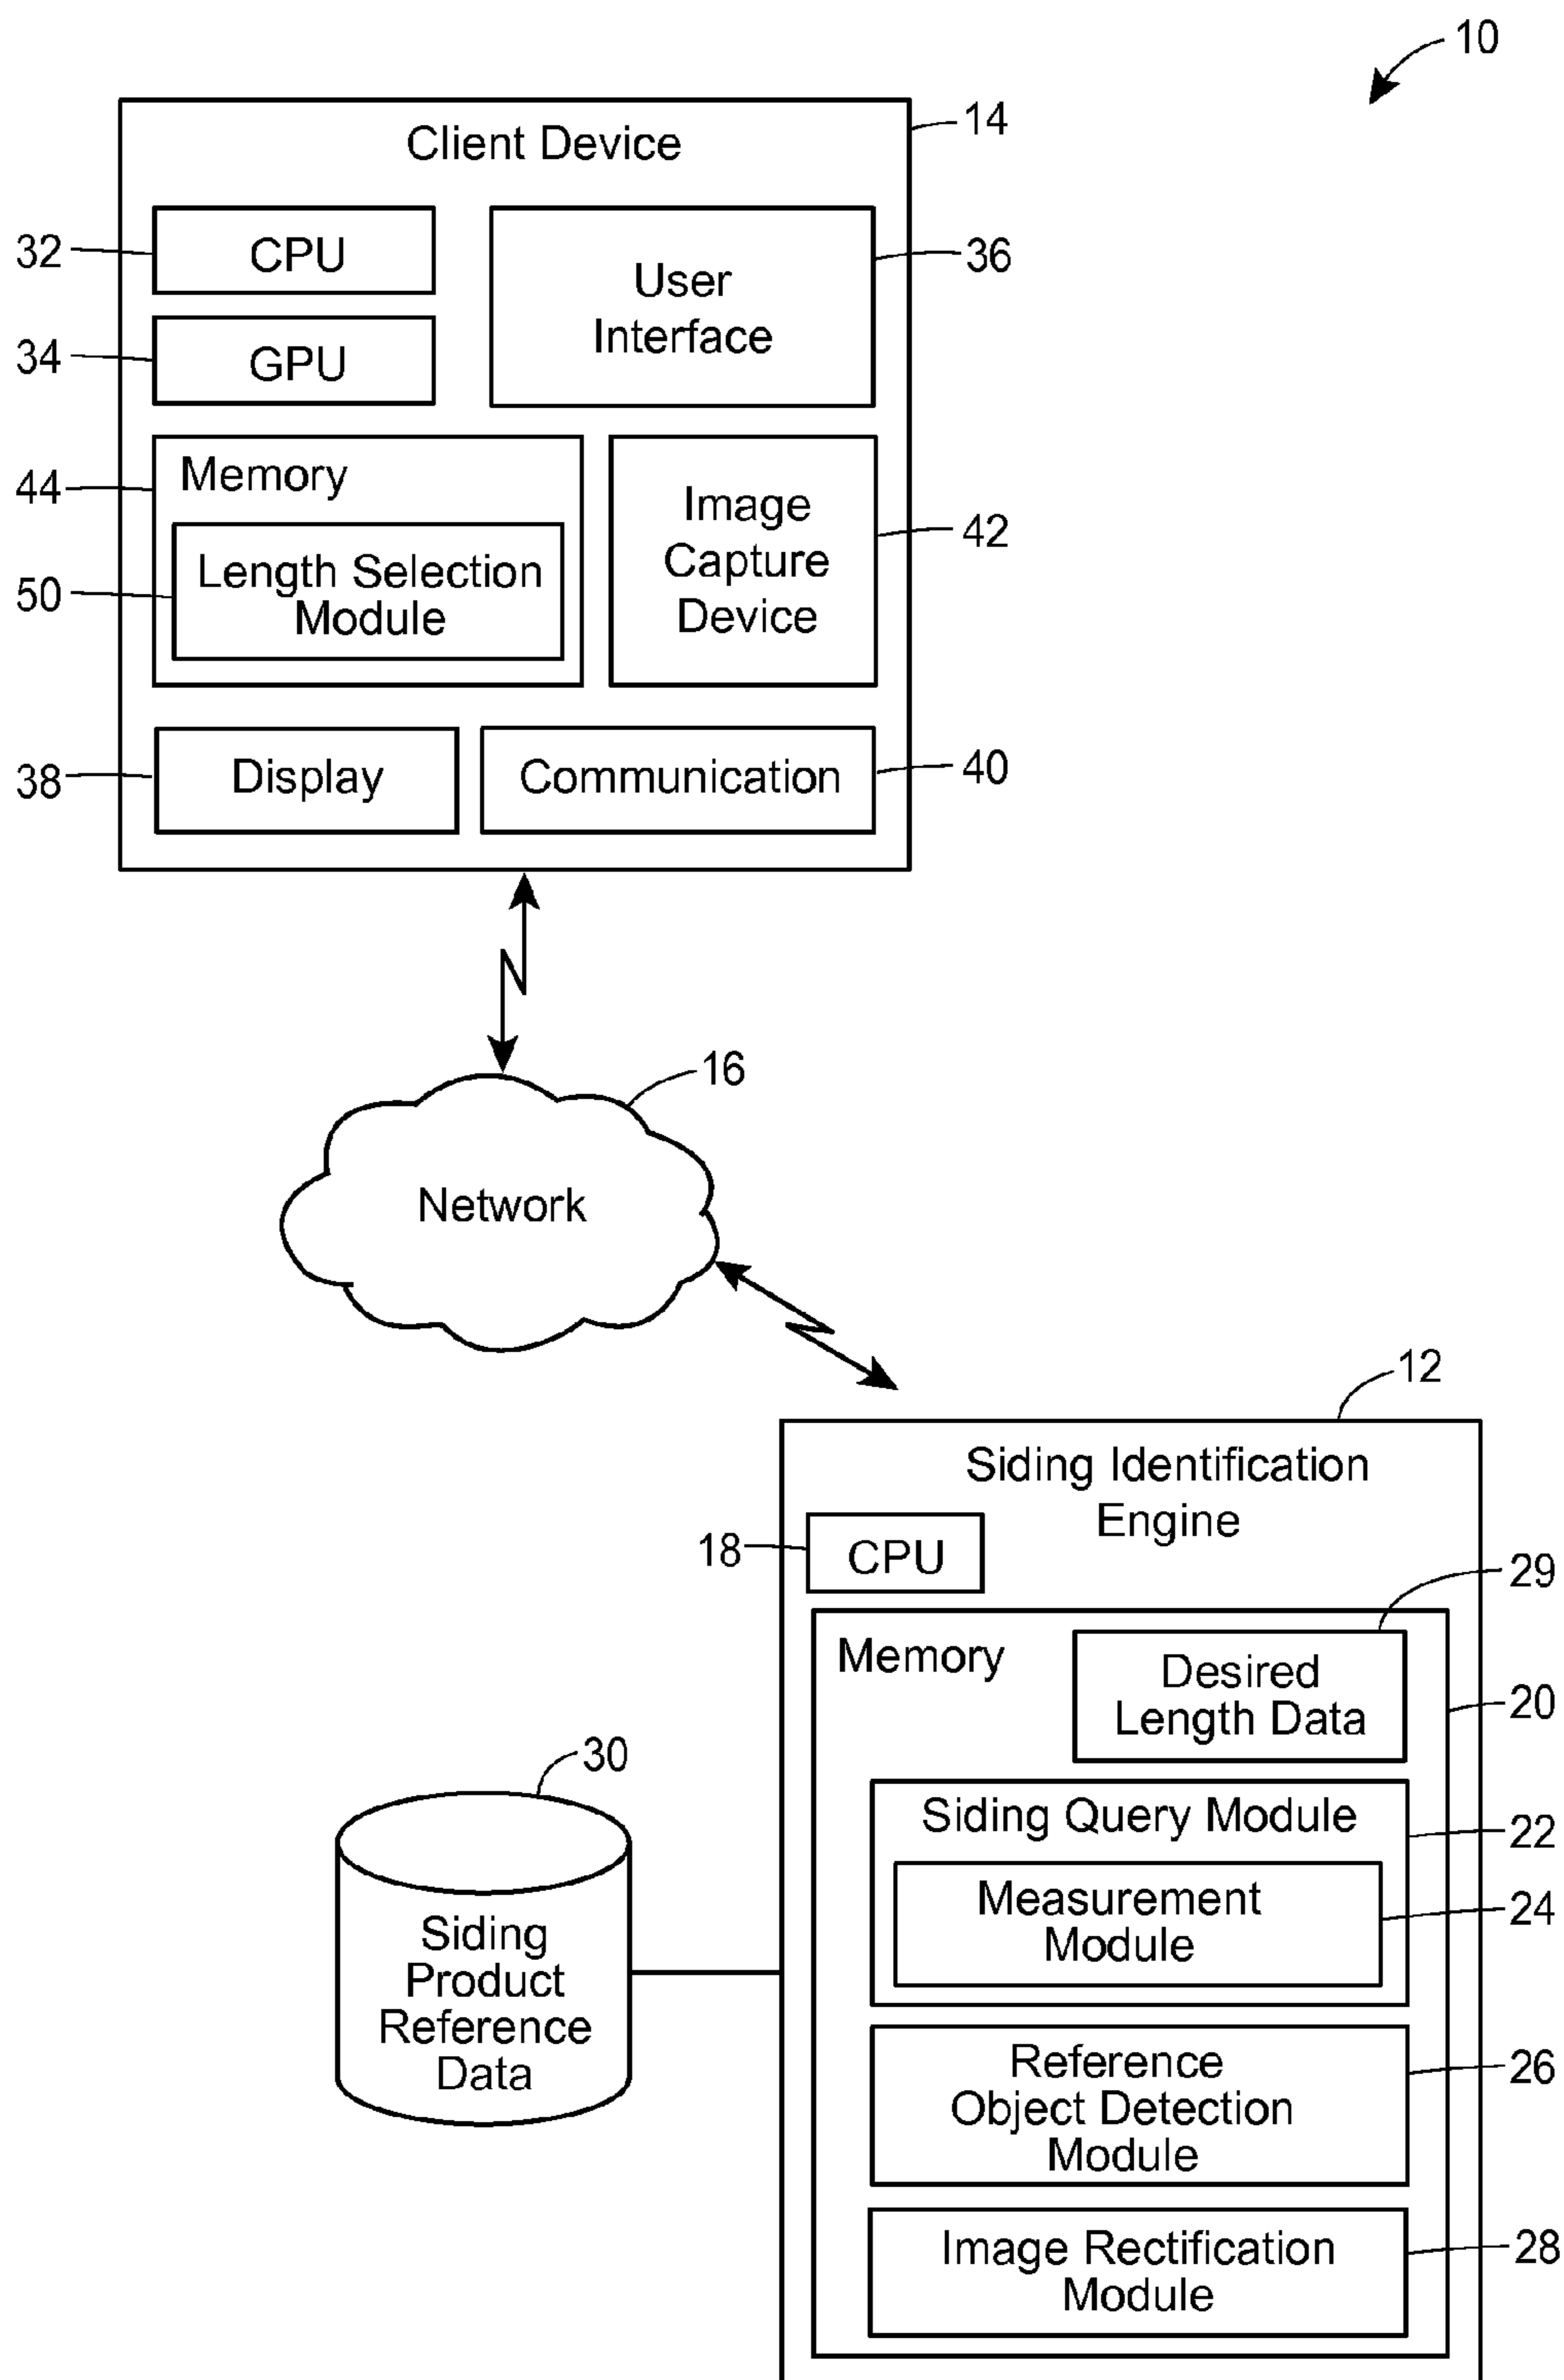 10
Client Device
14
32
CPU
User
Interface
36
34
GPU
44
Memory
Image
Capture
Device
42
50
Length Selection
Module
38
Display
Communication
40
16
Network
12
Siding Identification
Engine
18
CPU
29
Memory
Desired
Length Data
20
30
Siding Query Module
22
Measurement
Module
24
Siding
Product
Reference
Data
Reference
Object Detection
Module
26
Image Rectification
Module
28